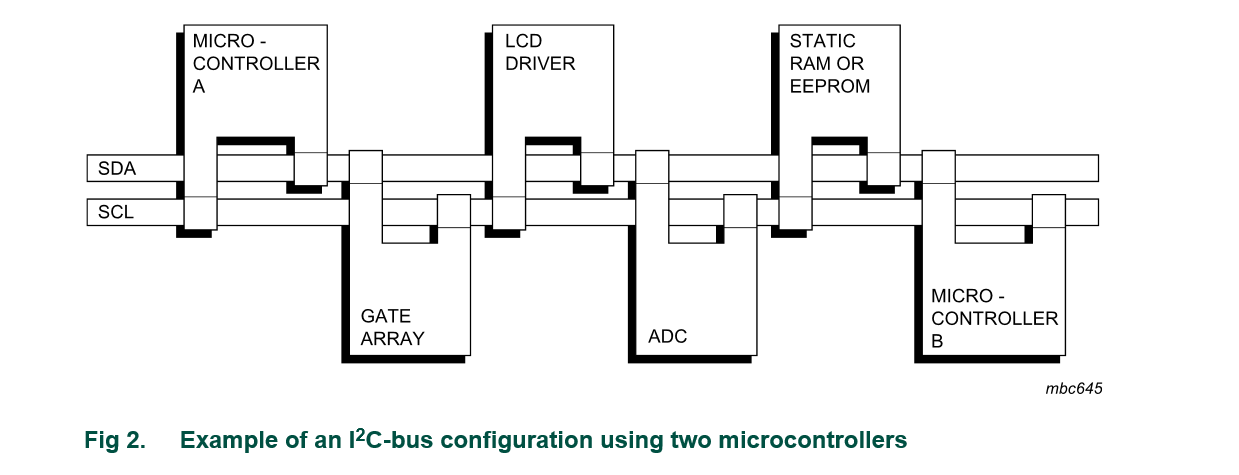 MICRO -
CONTROLLER
A
LCD
DRIVER
STATIC
RAM OR
EEPROM
SDA
SCL
GATE
ARRAY
ADC
MICRO -
CONTROLLER
B
mbc645
Fig 2. Example of an I²C-bus configuration using two microcontrollers